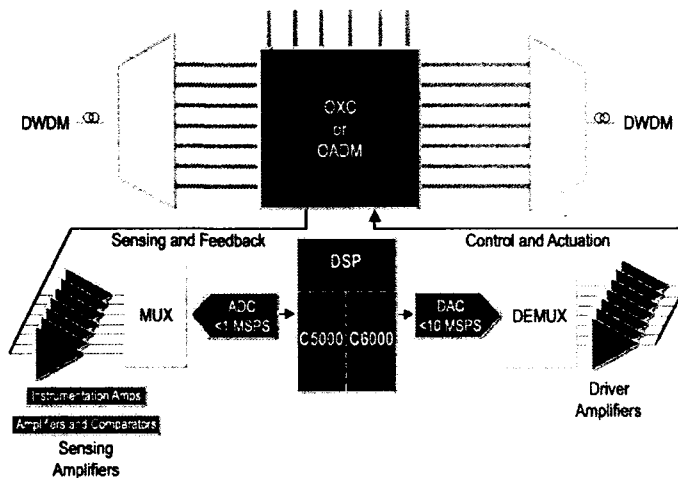 OXC
or
OADM
DWDM
DWDM
Sensing and Feedback
Control and Actuation
DSP
MUX
ADC
<1 MSPS
C5000
C6000
DAC
<10 MSPS
DEMUX
Instrumentation Amps
Amplifiers and Comparators
Sensing
Amplifiers
Driver
Amplifiers